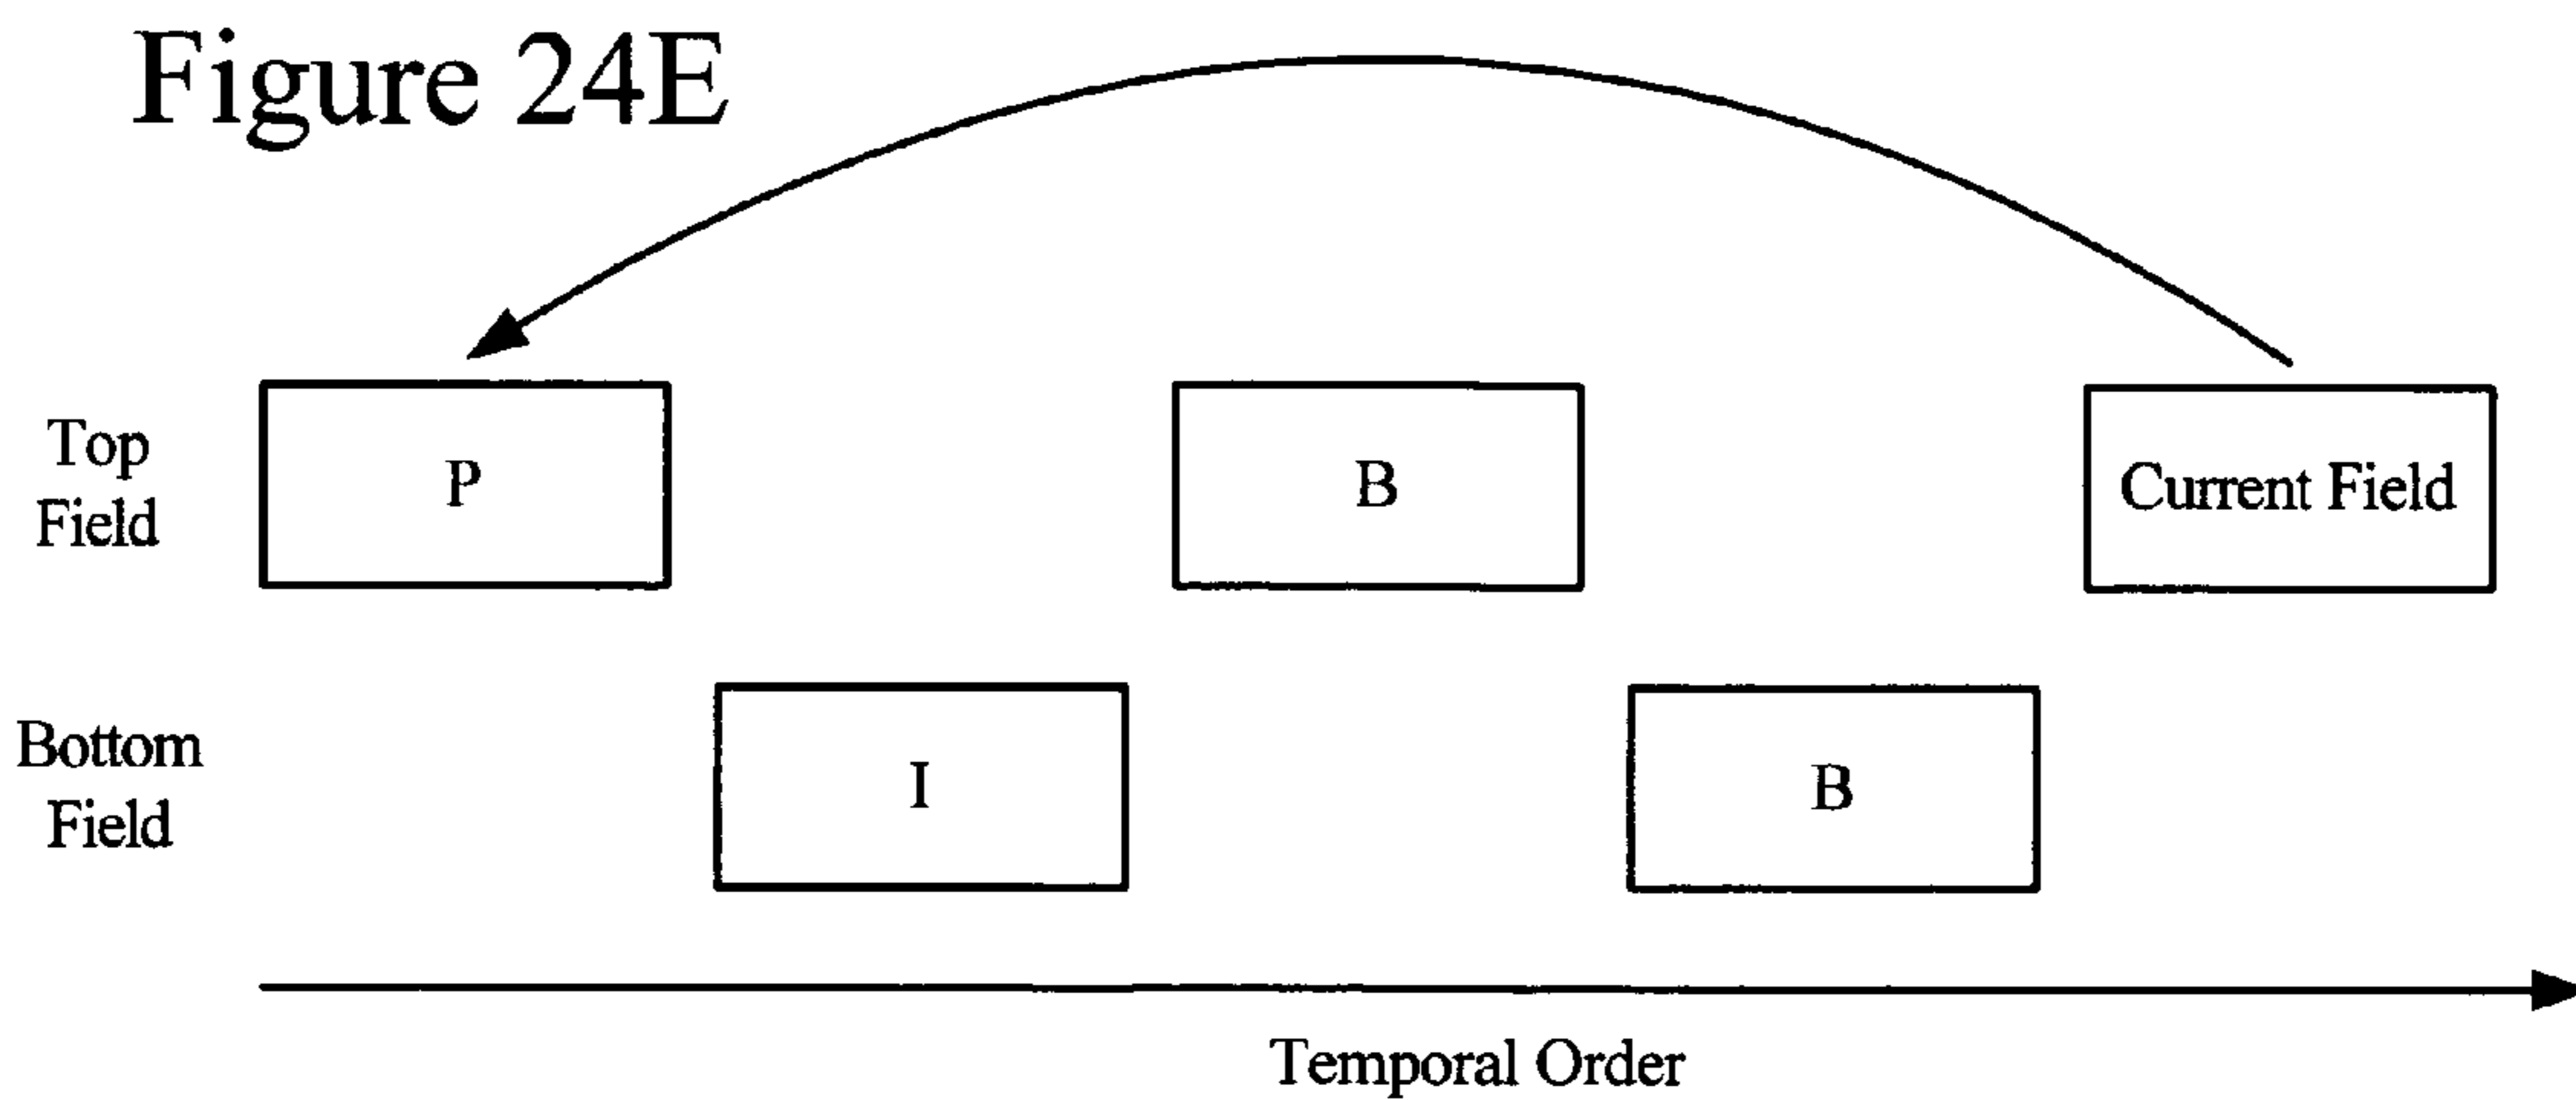 Figure 24E
Top
Field
P
B
Current Field
Bottom
Field
I
B
Temporal Order